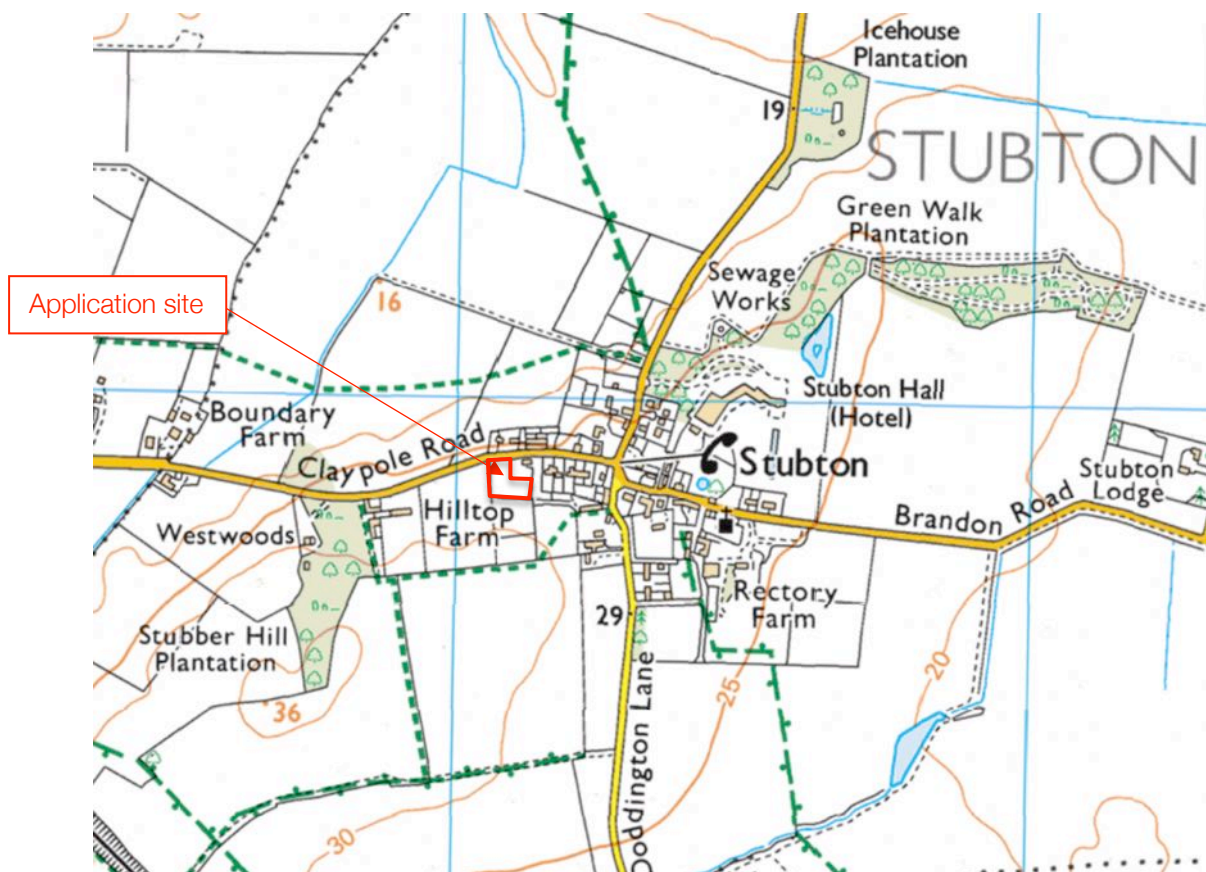 Icehouse
Plantation
19
STUBTON
Green Walk
Plantation
Sewage
Works
Application site
16
Stubton Hall
(Hotel)
Boundary
Farm
Claypole Road
Stubton
Stubton
Lodge
Hilltop
Farm
Westwoods
Brandon Road
Rectory
Farm
29
Stubber Hill
Plantation
20
25
36
Doddington Lane
30